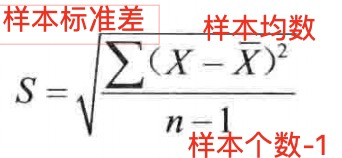 样本标准差
样本均数
S = √(∑(X − X̄)² / (n − 1))
样本个数-1